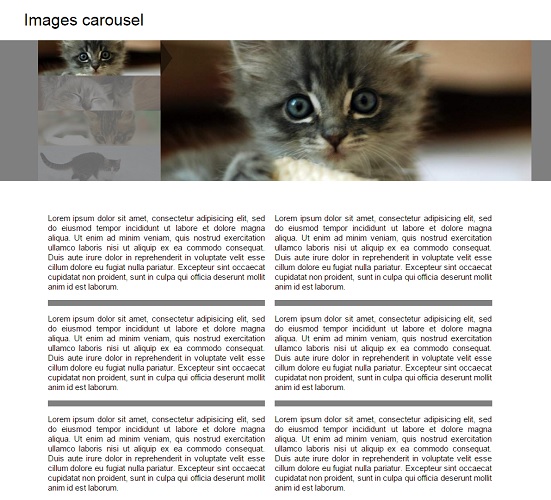 Images carousel
Lorem ipsum dolor sit amet, consectetur adipisicing elit, sed
do eiusmod tempor incididunt ut labore et dolore magna
aliqua. Ut enim ad minim veniam, quis nostrud exercitation
ullamco laboris nisi ut aliquip ex ea commodo consequat.
Duis aute irure dolor in reprehenderit in voluptate velit esse
cillum dolore eu fugiat nulla pariatur. Excepteur sint occaecat
cupidatat non proident, sunt in culpa qui officia deserunt mollit
anim id est laborum.
Lorem ipsum dolor sit amet, consectetur adipisicing elit, sed
do eiusmod tempor incididunt ut labore et dolore magna
aliqua. Ut enim ad minim veniam, quis nostrud exercitation
ullamco laboris nisi ut aliquip ex ea commodo consequat.
Duis aute irure dolor in reprehenderit in voluptate velit esse
cillum dolore eu fugiat nulla pariatur. Excepteur sint occaecat
cupidatat non proident, sunt in culpa qui officia deserunt mollit
anim id est laborum.
Lorem ipsum dolor sit amet, consectetur adipisicing elit, sed
do eiusmod tempor incididunt ut labore et dolore magna
aliqua. Ut enim ad minim veniam, quis nostrud exercitation
ullamco laboris nisi ut aliquip ex ea commodo consequat.
Duis aute irure dolor in reprehenderit in voluptate velit esse
cillum dolore eu fugiat nulla pariatur. Excepteur sint occaecat
cupidatat non proident, sunt in culpa qui officia deserunt mollit
anim id est laborum.
Lorem ipsum dolor sit amet, consectetur adipisicing elit, sed
do eiusmod tempor incididunt ut labore et dolore magna
aliqua. Ut enim ad minim veniam, quis nostrud exercitation
ullamco laboris nisi ut aliquip ex ea commodo consequat.
Duis aute irure dolor in reprehenderit in voluptate velit esse
cillum dolore eu fugiat nulla pariatur. Excepteur sint occaecat
cupidatat non proident, sunt in culpa qui officia deserunt mollit
anim id est laborum.
Lorem ipsum dolor sit amet, consectetur adipisicing elit, sed
do eiusmod tempor incididunt ut labore et dolore magna
aliqua. Ut enim ad minim veniam, quis nostrud exercitation
ullamco laboris nisi ut aliquip ex ea commodo consequat.
Duis aute irure dolor in reprehenderit in voluptate velit esse
cillum dolore eu fugiat nulla pariatur. Excepteur sint occaecat
cupidatat non proident, sunt in culpa qui officia deserunt mollit
anim id est laborum.
Lorem ipsum dolor sit amet, consectetur adipisicing elit, sed
do eiusmod tempor incididunt ut labore et dolore magna
aliqua. Ut enim ad minim veniam, quis nostrud exercitation
ullamco laboris nisi ut aliquip ex ea commodo consequat.
Duis aute irure dolor in reprehenderit in voluptate velit esse
cillum dolore eu fugiat nulla pariatur. Excepteur sint occaecat
cupidatat non proident, sunt in culpa qui officia deserunt mollit
anim id est laborum.